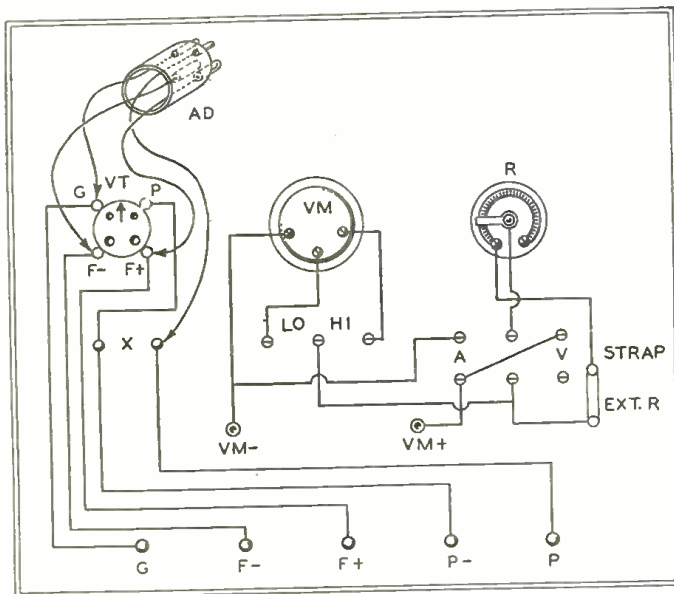 AD
R
G VT P
VM
F- F+
LO HI
X
A V
STRAP
EXT. R
VM- VM+
G F- F+ P- P